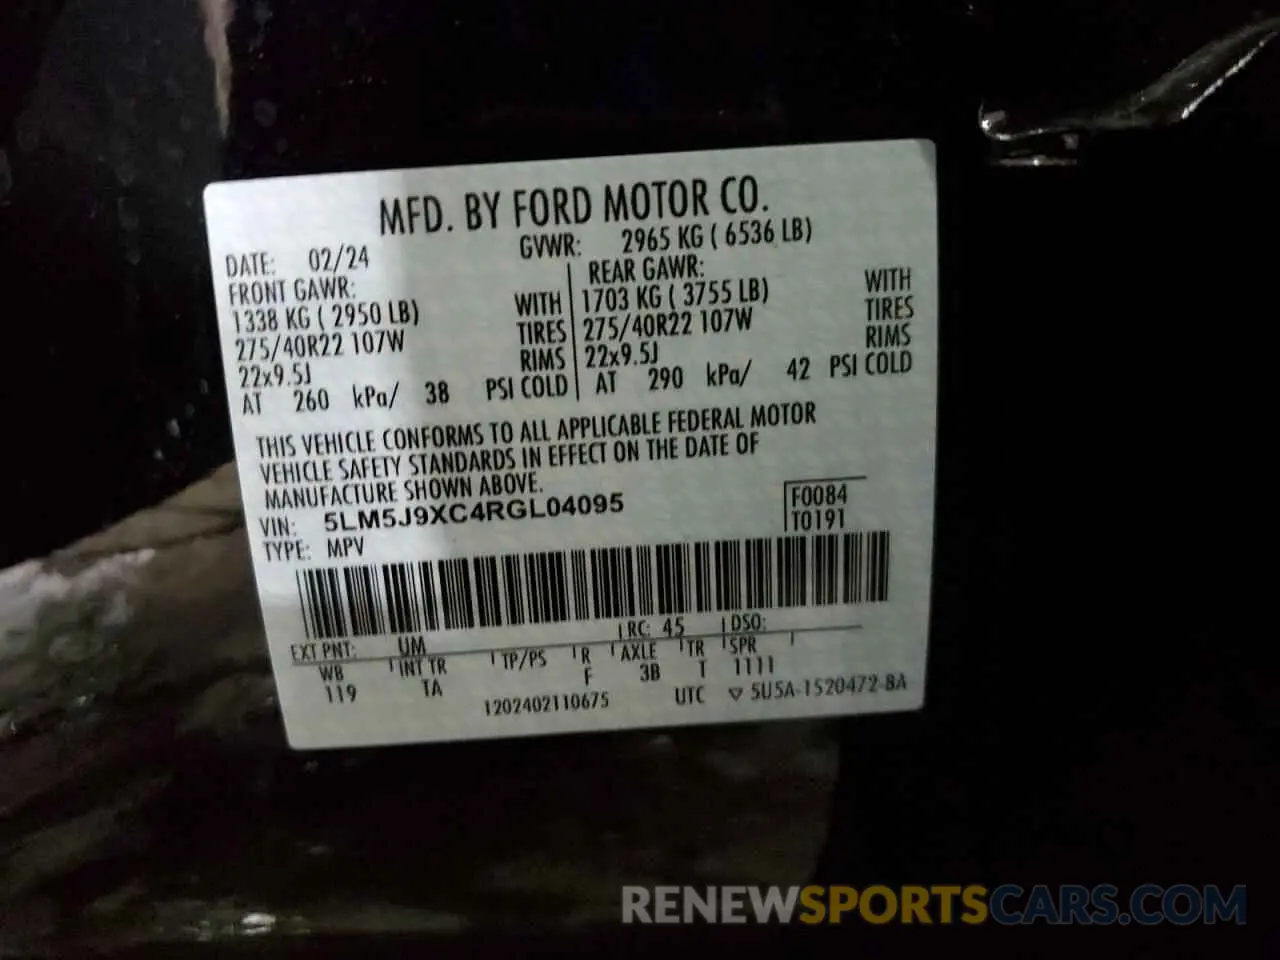 MFD. BY FORD MOTOR CO.
DATE: 02/24 GVWR: 2965 KG ( 6536 LB)
FRONT GAWR: REAR GAWR:
1338 KG ( 2950 LB) WITH 1703 KG ( 3755 LB) WITH
275/40R22 107W TIRES 275/40R22 107W TIRES
22x9.5J RIMS 22x9.5J RIMS
AT 260 kPa/ 38 PSI COLD AT 290 kPa/ 42 PSI COLD
THIS VEHICLE CONFORMS TO ALL APPLICABLE FEDERAL MOTOR
VEHICLE SAFETY STANDARDS IN EFFECT ON THE DATE OF
MANUFACTURE SHOWN ABOVE.
VIN: 5LM5J9XC4RGL04095 F0084
TYPE: MPV T0191
EXT PNT: UM RC: 45 DSO:
WB INT TR TP/PS R AXLE TR SPR
119 TA F 3B T 1111
1202402110675 UTC ▽ 5U5A-1520472-BA
RENEWSPORTSCARS.COM